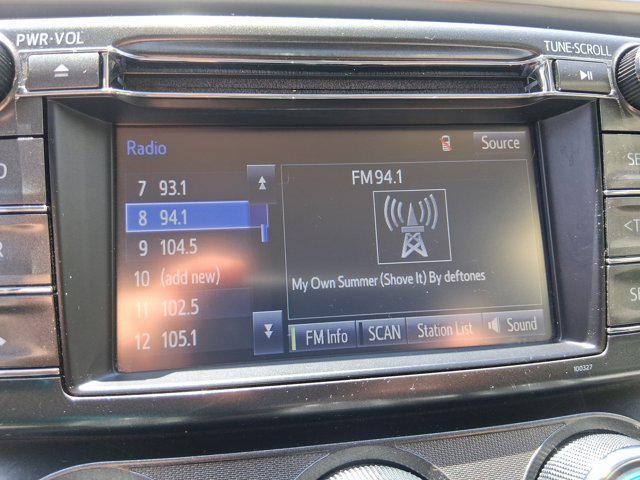 PWR·VOL
TUNE·SCROLL
Radio
Source
7 93.1
8 94.1
9 104.5
10 (add new)
11 102.5
12 105.1
FM 94.1
My Own Summer (Shove It) By deftones
FM Info
SCAN
Station List
Sound
100327